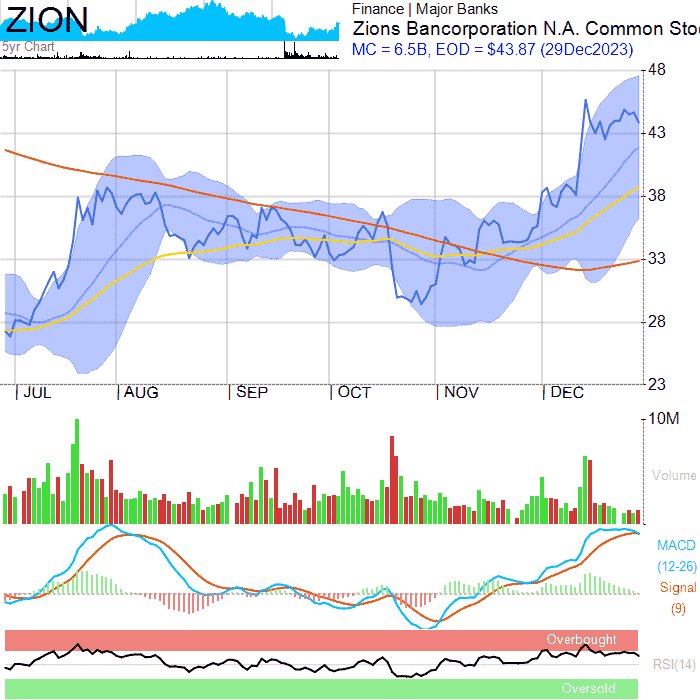 ZION
5yr Chart
Finance | Major Banks
Zions Bancorporation N.A. Common Sto
MC = 6.5B, EOD = $43.87 (29Dec2023)
48
43
38
33
28
23
JUL AUG SEP OCT NOV DEC
10M
Volume
MACD
(12-26)
Signal
(9)
Overbought
RSI(14)
Oversold